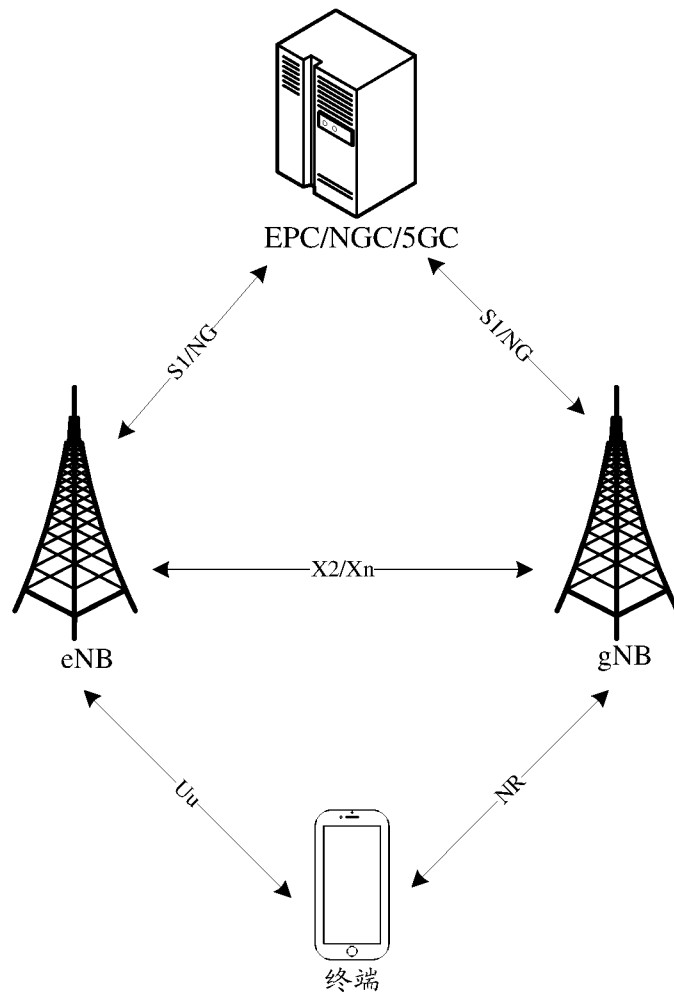 EPC/NGC/5GC
S1/NG
S1/NG
X2/Xn
eNB
gNB
Uu
NR
终端